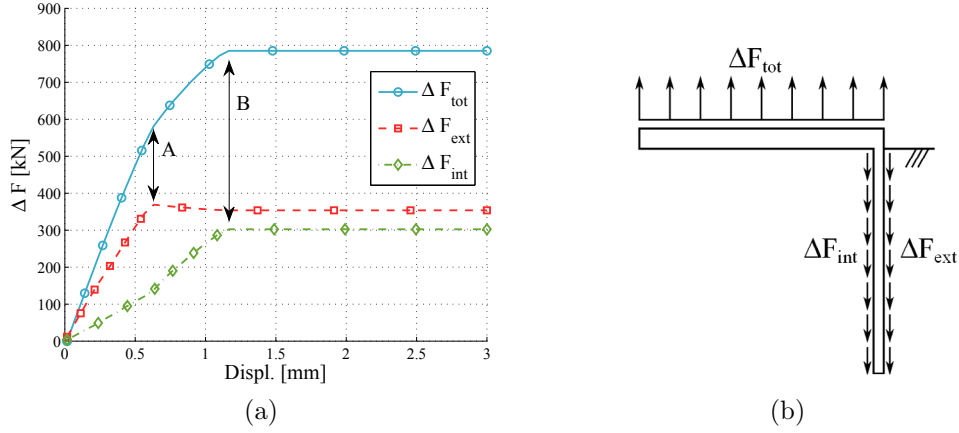 900
800
700
600
500
400
300
200
100
0
Δ F [kN]
A
B
Δ F_tot
Δ F_ext
Δ F_int
0 0.5 1 1.5 2 2.5 3
Displ. [mm]
(a)
ΔF_tot
ΔF_int
ΔF_ext
(b)